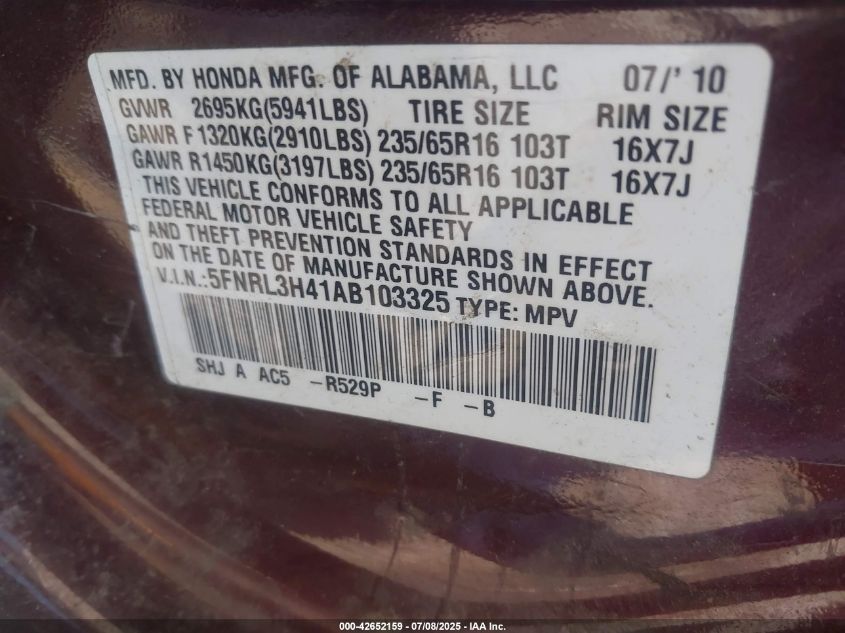 MFD. BY HONDA MFG. OF ALABAMA, LLC 07/' 10
GVWR 2695KG(5941LBS) TIRE SIZE RIM SIZE
GAWR F 1320KG(2910LBS) 235/65R16 103T 16X7J
GAWR R1450KG(3197LBS) 235/65R16 103T 16X7J
THIS VEHICLE CONFORMS TO ALL APPLICABLE
FEDERAL MOTOR VEHICLE SAFETY
AND THEFT PREVENTION STANDARDS IN EFFECT
ON THE DATE OF MANUFACTURE SHOWN ABOVE.
V.I.N.:5FNRL3H41AB103325 TYPE: MPV
SHJ A AC5 -R529P -F -B
000-42652159 - 07/08/2025 - IAA Inc.